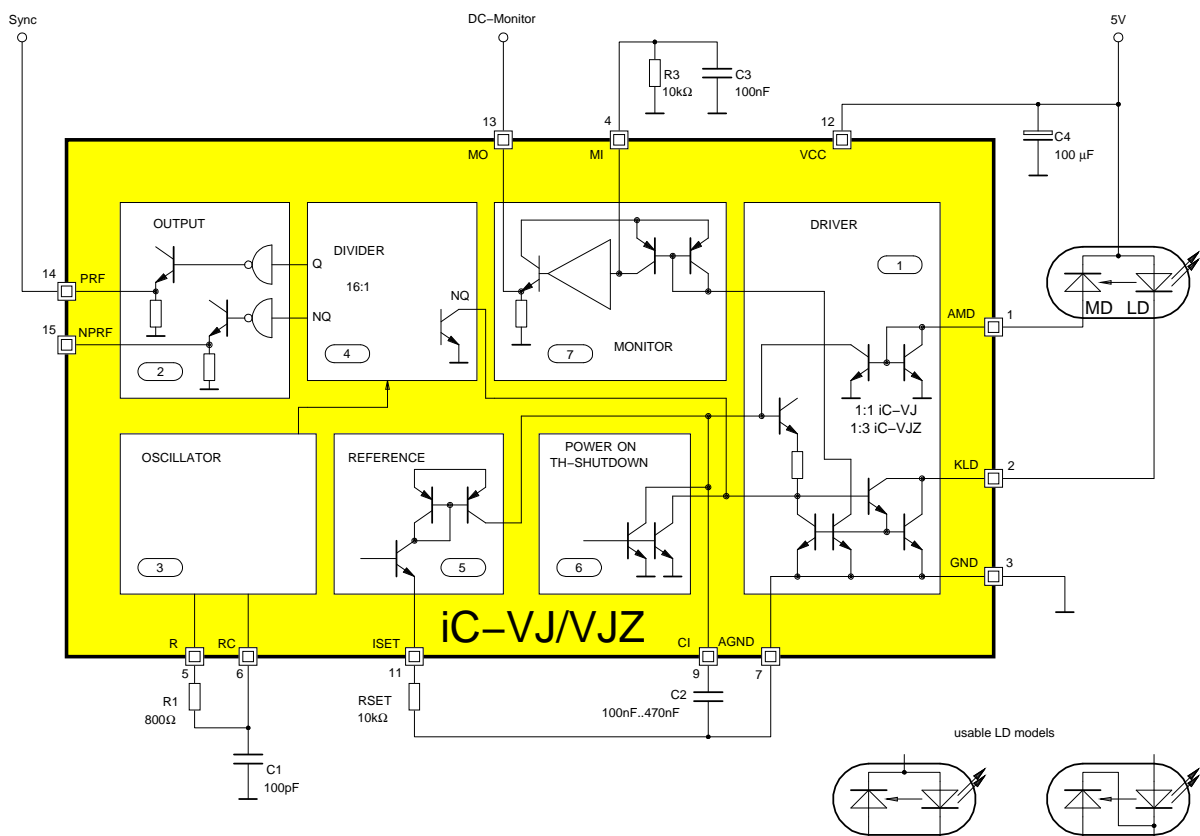 Sync
DC−Monitor
5V
R3
10kΩ
C3
100nF
13
4
12
MO
MI
VCC
C4
100 µF
OUTPUT
DIVIDER
16:1
Q
NQ
NQ
4
MONITOR
7
DRIVER
1
14
PRF
15
NPRF
2
AMD
1
MD
LD
1:1 iC−VJ
1:3 iC−VJZ
OSCILLATOR
3
REFERENCE
5
POWER ON
TH−SHUTDOWN
6
KLD
2
GND
3
iC−VJ/VJZ
R
RC
ISET
CI
AGND
5
6
11
9
7
R1
800Ω
RSET
10kΩ
C2
100nF..470nF
C1
100pF
usable LD models